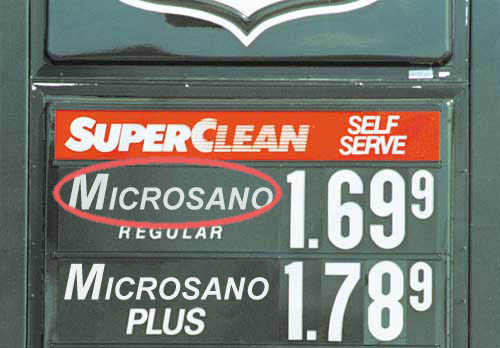 SUPERCLEAN SELF SERVE
MICROSANO 1.69 9
REGULAR
MICROSANO 1.78 9
PLUS